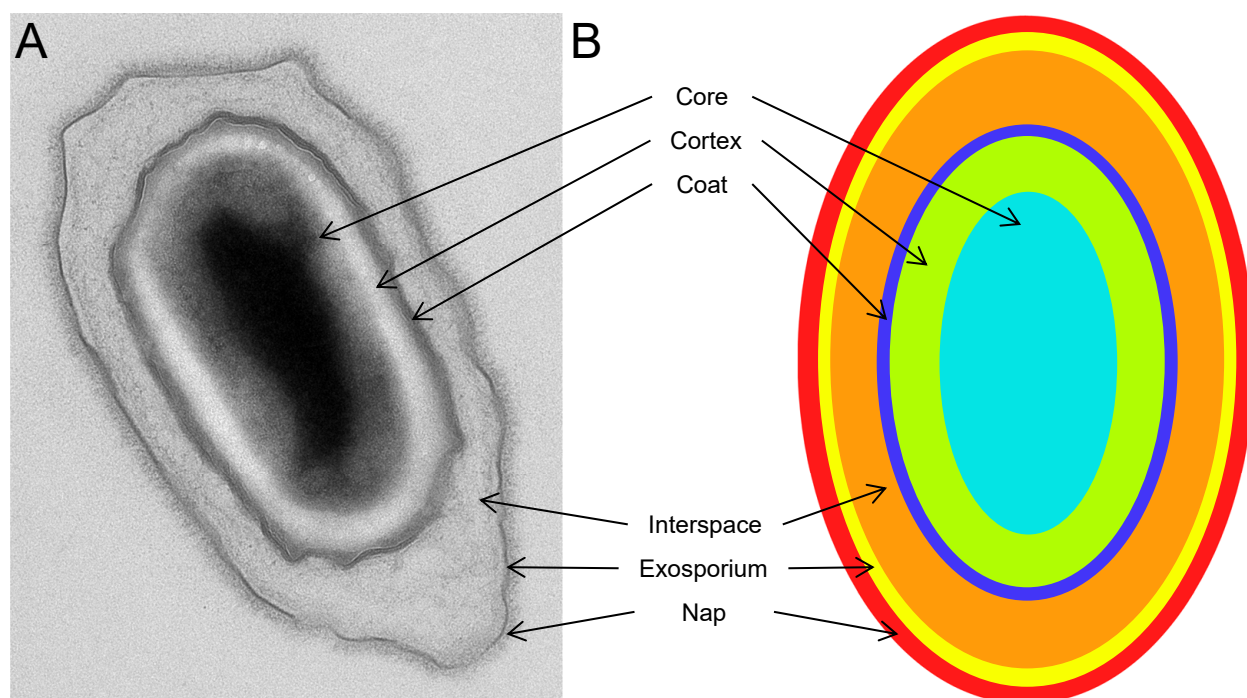 A
B
Core
Cortex
Coat
Interspace
Exosporium
Nap